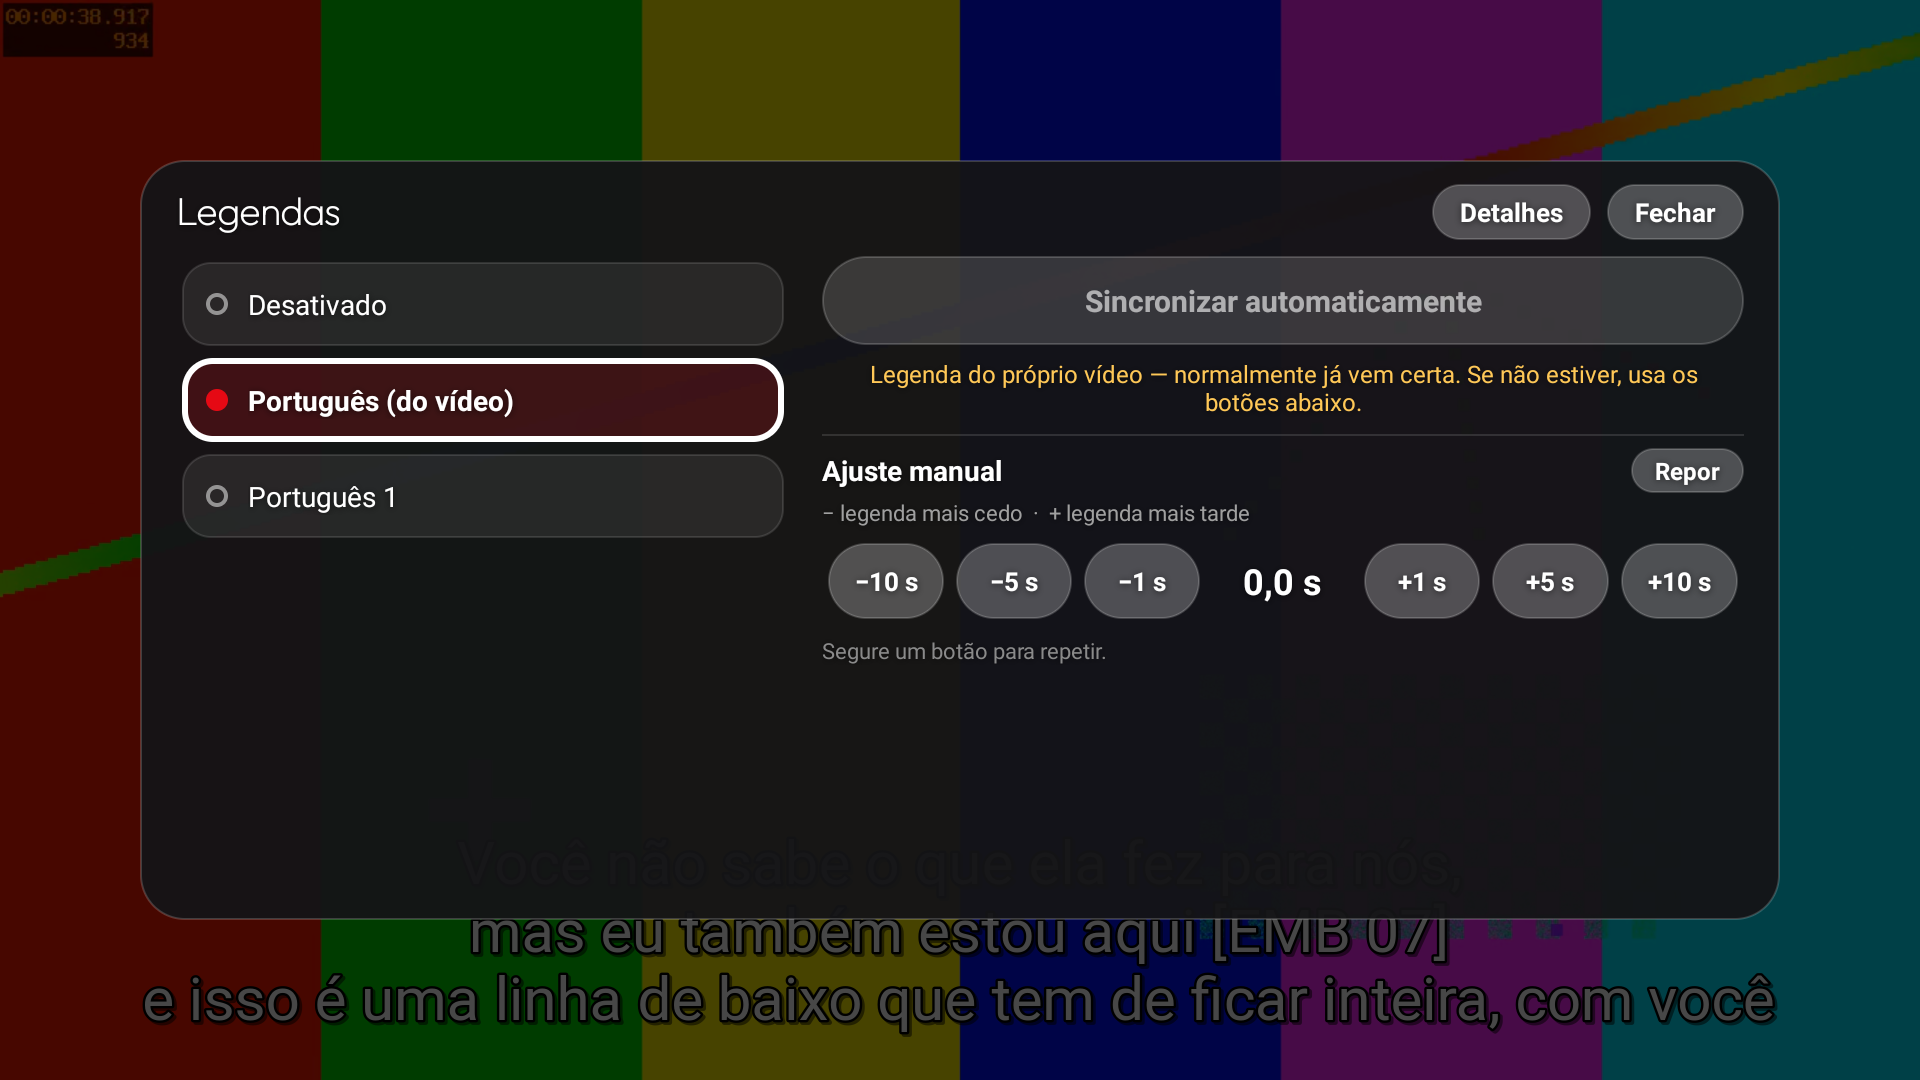 00:00:38.917
934
Legendas
Detalhes
Fechar
Desativado
Português (do vídeo)
Português 1
Sincronizar automaticamente
Legenda do próprio vídeo — normalmente já vem certa. Se não estiver, usa os
botões abaixo.
Ajuste manual
Repor
− legenda mais cedo · + legenda mais tarde
−10 s
−5 s
−1 s
0,0 s
+1 s
+5 s
+10 s
Segure um botão para repetir.
Você não sabe o que ela fez para nós,
mas eu também estou aqui [EMB 07]
e isso é uma linha de baixo que tem de ficar inteira, com você